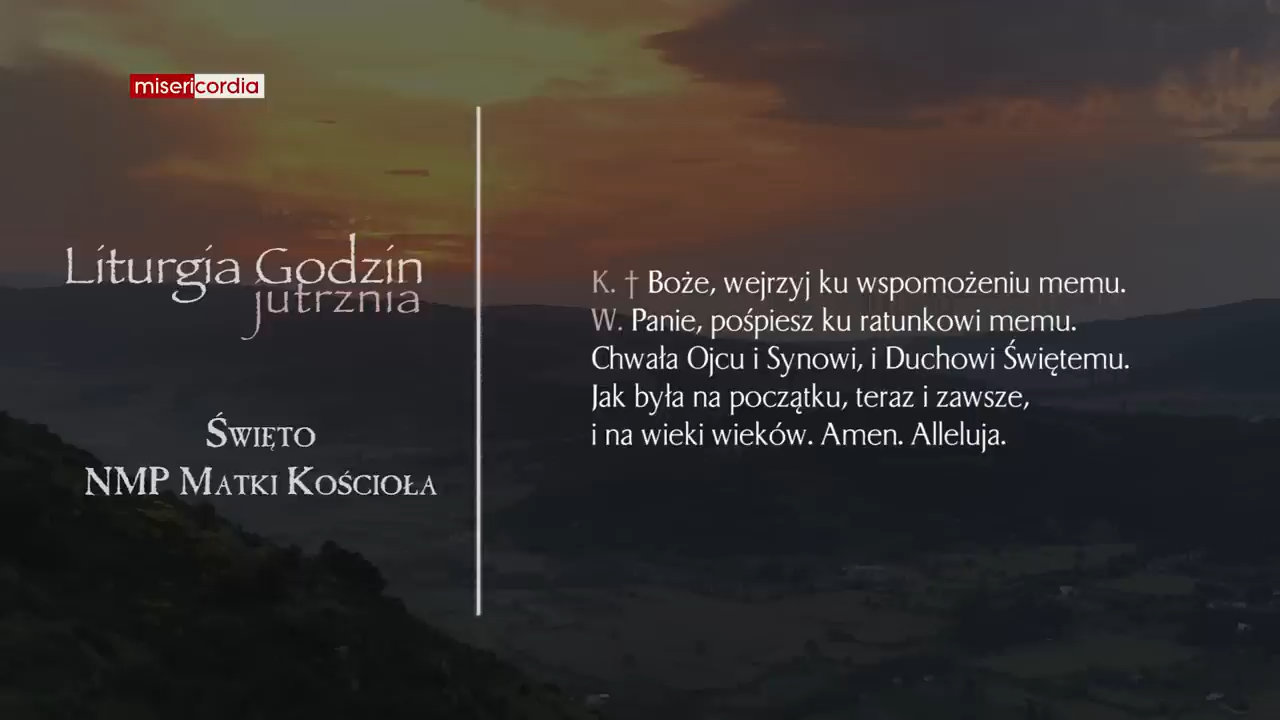 misericordia
Liturgia Godzin
jutrznia
Święto
NMP Matki Kościoła
K. † Boże, wejrzyj ku wspomożeniu memu.
W. Panie, pośpiesz ku ratunkowi memu.
Chwała Ojcu i Synowi, i Duchowi Świętemu.
Jak była na początku, teraz i zawsze,
i na wieki wieków. Amen. Alleluja.